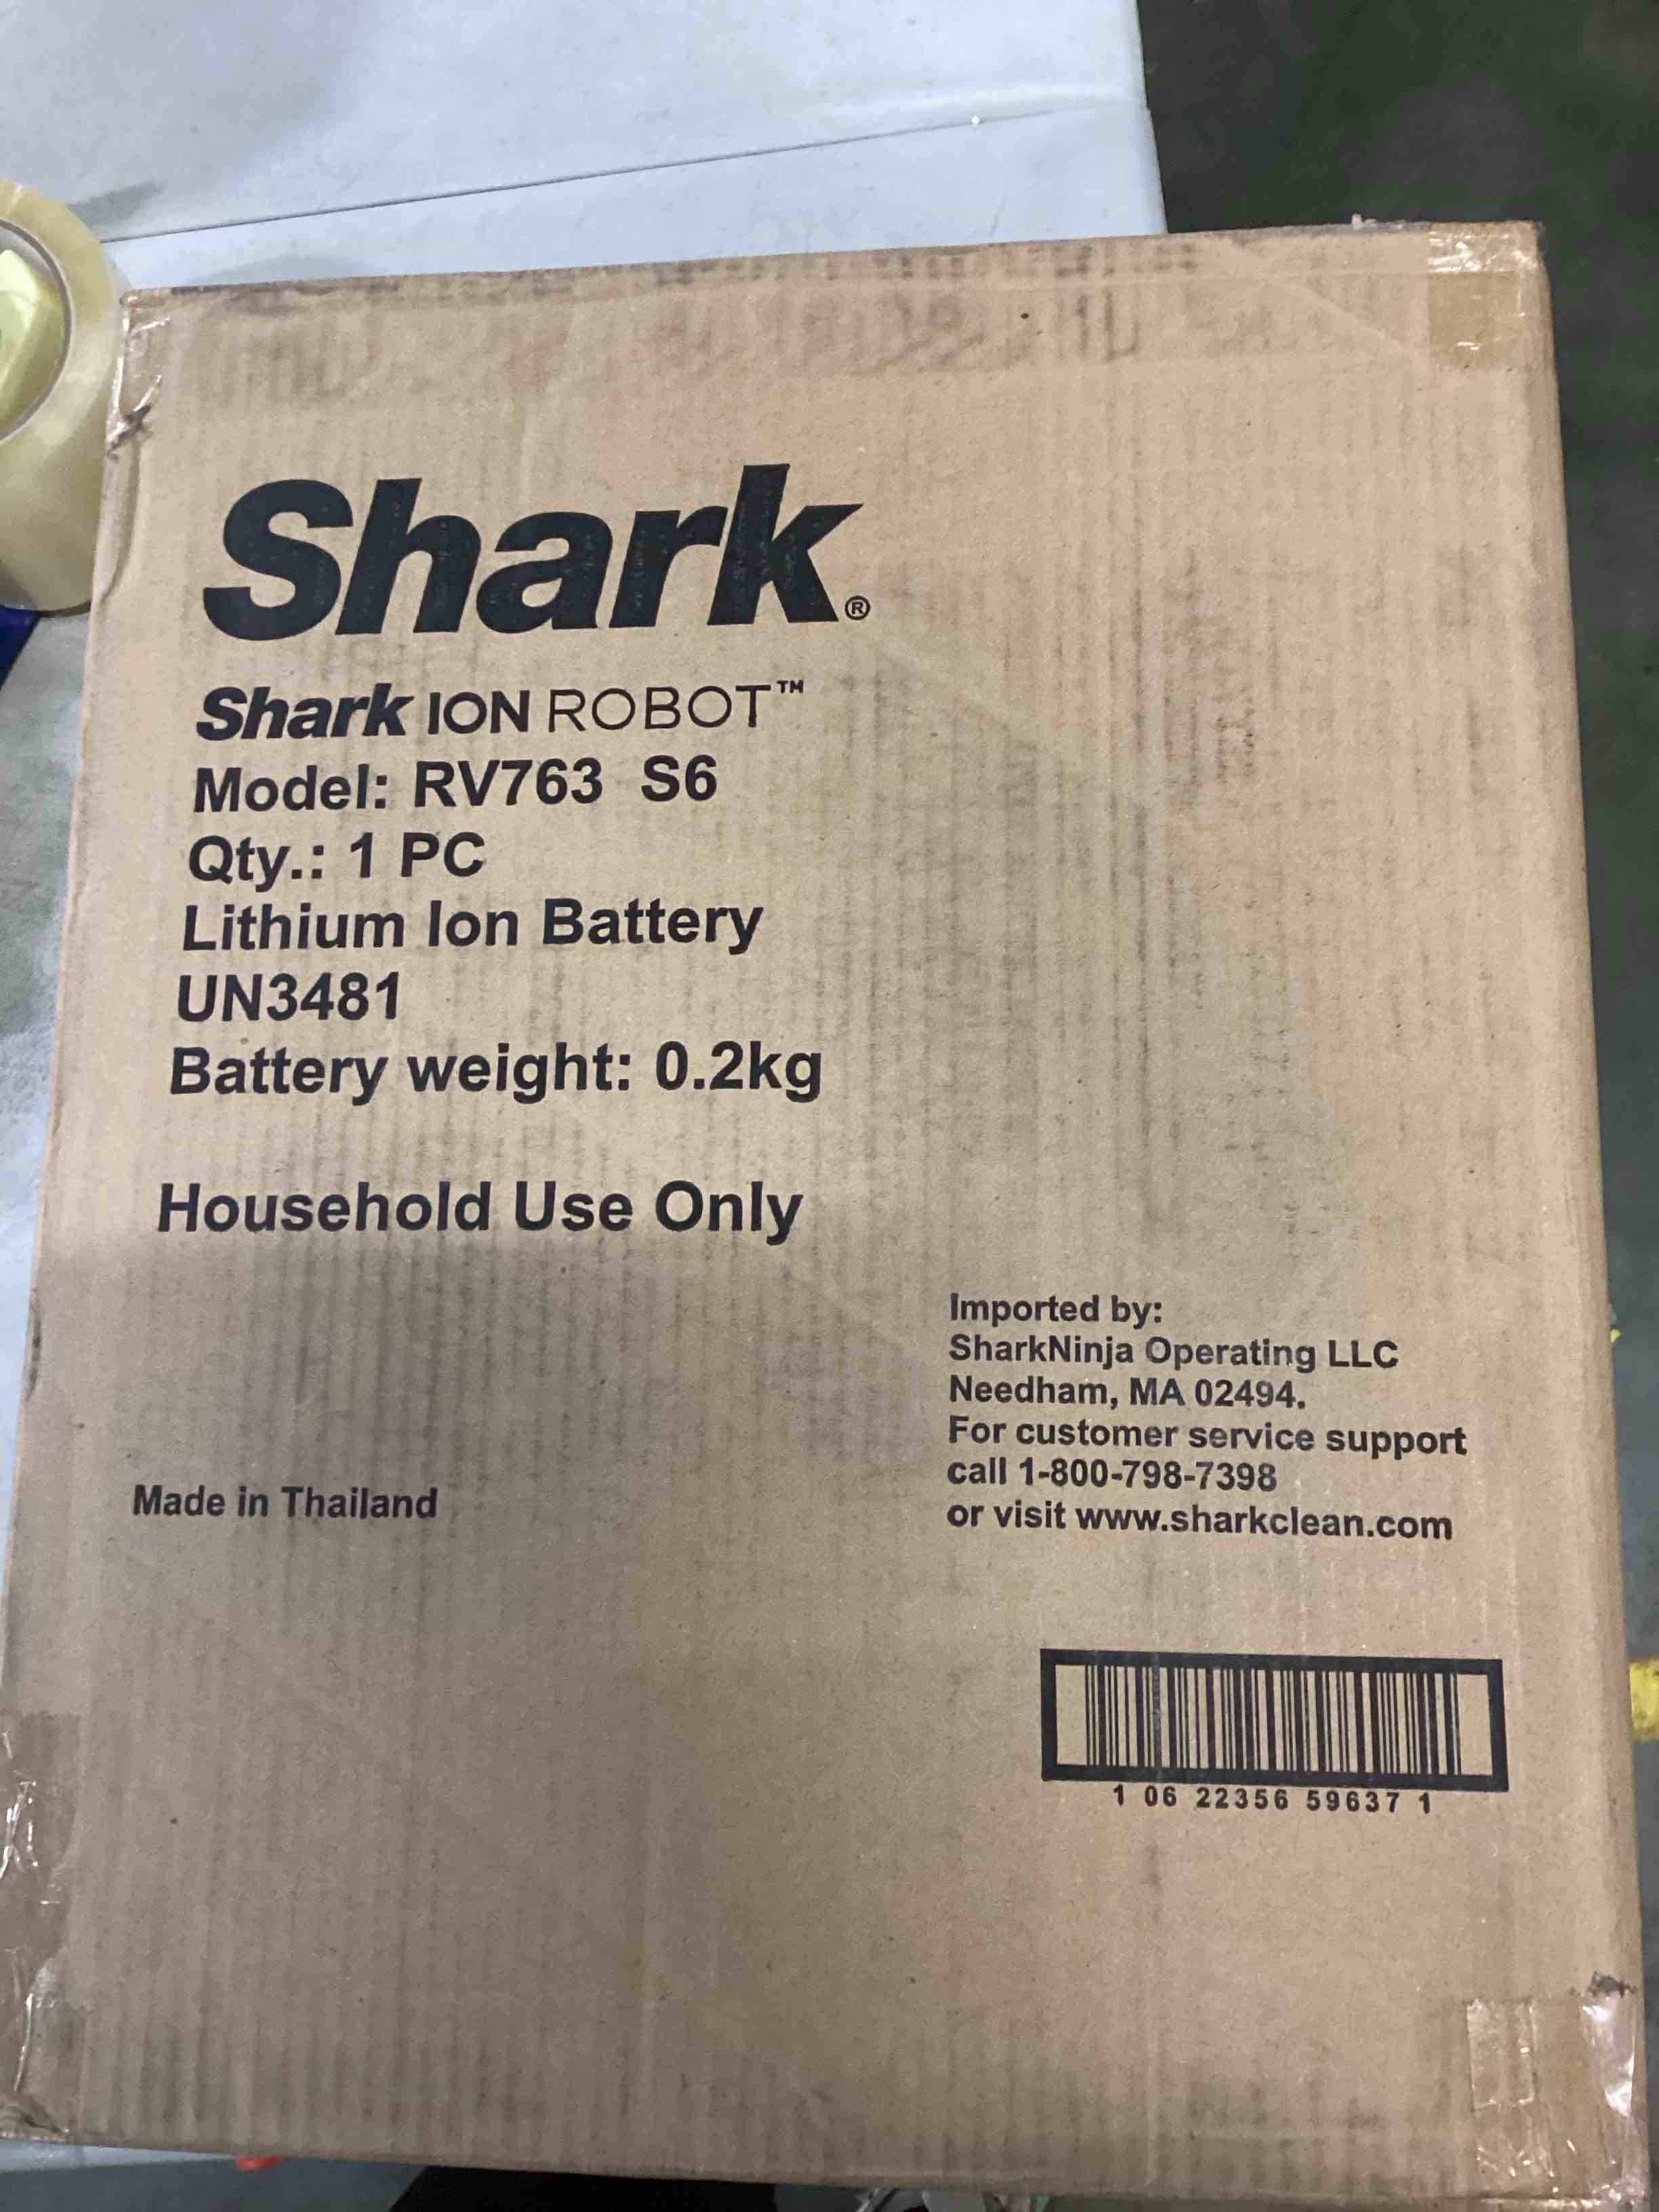 Shark®
Shark ION ROBOT™
Model: RV763 S6
Qty.: 1 PC
Lithium Ion Battery
UN3481
Battery weight: 0.2kg
Household Use Only
Imported by:
SharkNinja Operating LLC
Needham, MA 02494.
For customer service support
call 1-800-798-7398
or visit www.sharkclean.com
Made in Thailand
1 06 22356 59637 1